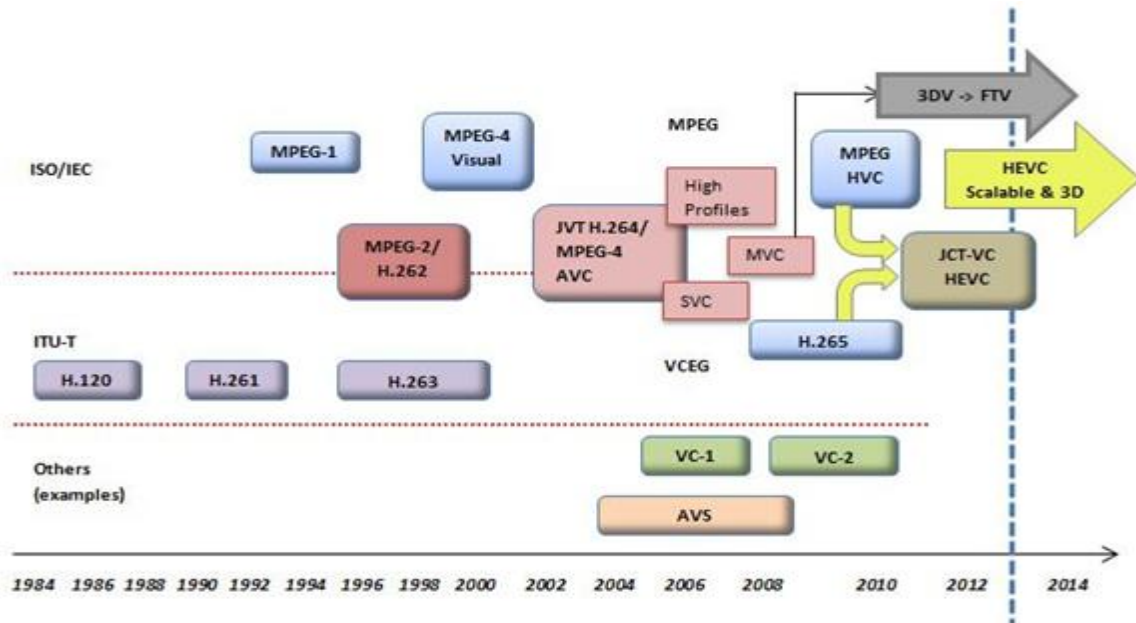 3DV -> FTV
MPEG
MPEG-1
MPEG-4
Visual
MPEG
HVC
HEVC
Scalable & 3D
ISO/IEC
High
Profiles
MPEG-2/
H.262
JVT H.264/
MPEG-4
AVC
MVC
JCT-VC
HEVC
SVC
ITU-T
H.265
VCEG
H.120
H.261
H.263
VC-1
VC-2
Others
(examples)
AVS
1984 1986 1988 1990 1992 1994 1996 1998 2000 2002 2004 2006 2008 2010 2012 2014